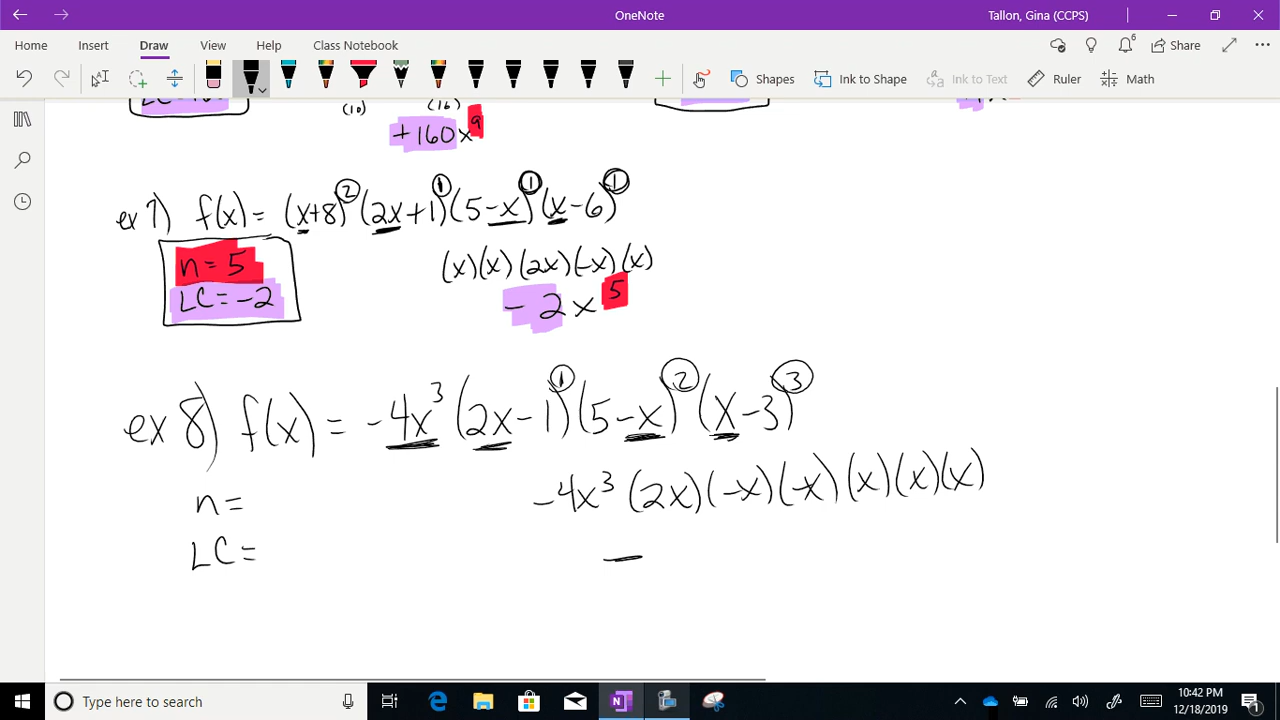 OneNote
Tallon, Gina (CCPS)
Home Insert Draw View Help Class Notebook
Share
Shapes Ink to Shape Ink to Text Ruler Math
(10) (16)
+160x⁹
ex 7) f(x) = (x+8)² (2x+1)¹ (5-x)¹ (x-6)¹
n = 5 (x)(x)(2x)(-x)(x)
LC = -2 -2x⁵
ex 8) f(x) = -4x³ (2x-1)¹ (5-x)² (x-3)³
n = -4x³ (2x)(-x)(-x)(x)(x)(x)
LC = -
Type here to search
10:42 PM
12/18/2019